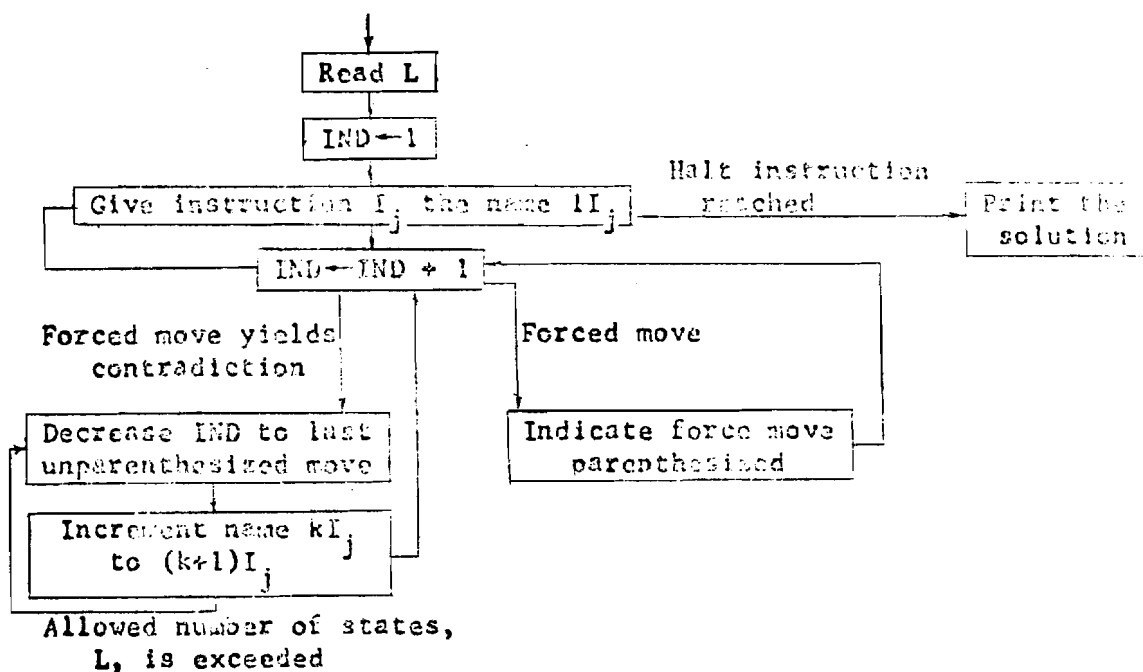 Read L
IND←1
Give instruction I_j the name 1I_j
Halt instruction
reached
Print the
solution
IND←IND + 1
Forced move yields
contradiction
Forced move
Decrease IND to last
unparenthesized move
Indicate force move
parenthesized
Increment name kI_j
to (k+1)I_j
Allowed number of states,
L, is exceeded